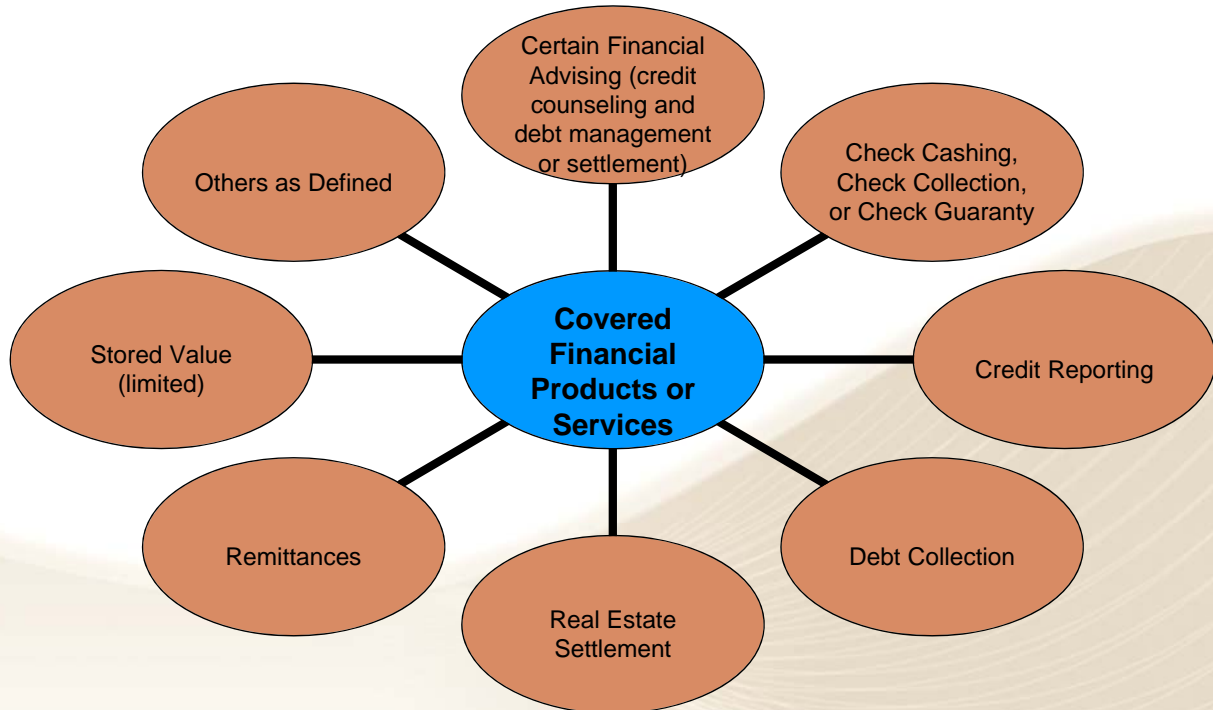 Certain Financial
Advising (credit
counseling and
debt management
or settlement)
Check Cashing,
Check Collection,
or Check Guaranty
Others as Defined
Covered
Financial
Products or
Services
Stored Value
(limited)
Credit Reporting
Remittances
Debt Collection
Real Estate
Settlement